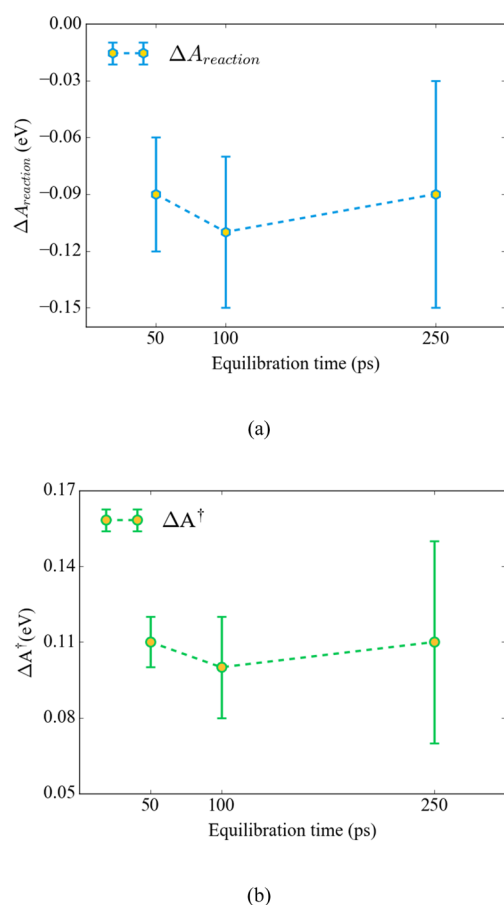 0.00
−0.03
−0.06
−0.09
−0.12
−0.15
ΔA_reaction (eV)
ΔA_reaction
50 100 250
Equilibration time (ps)
(a)
0.17
0.14
0.11
0.08
0.05
ΔA†(eV)
ΔA†
50 100 250
Equilibration time (ps)
(b)